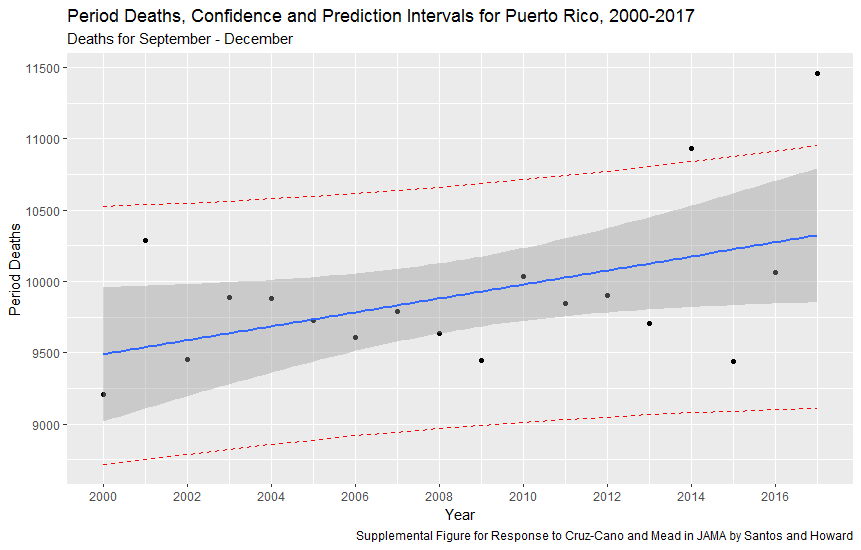 Period Deaths, Confidence and Prediction Intervals for Puerto Rico, 2000-2017
Deaths for September - December
11500
11000
10500
10000
9500
9000
Period Deaths
2000 2002 2004 2006 2008 2010 2012 2014 2016
Year
Supplemental Figure for Response to Cruz-Cano and Mead in JAMA by Santos and Howard